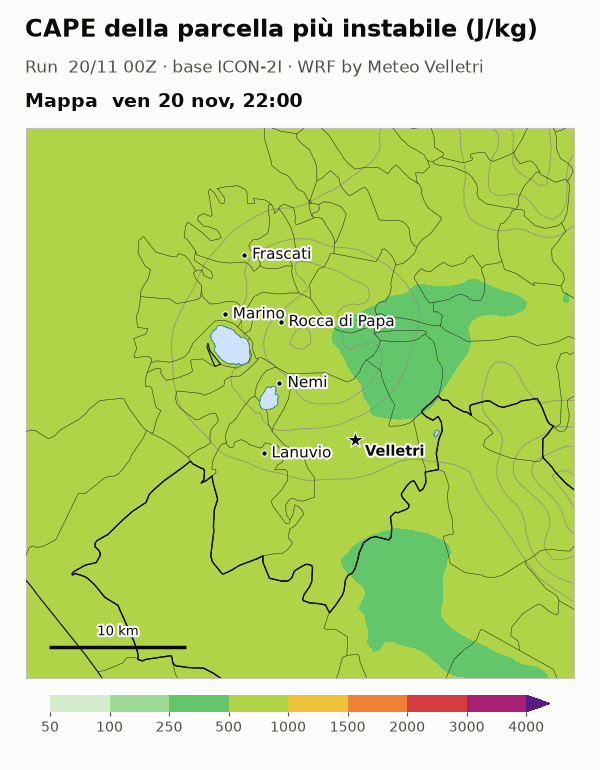 CAPE della parcella più instabile (J/kg)
Run  20/11 00Z · base ICON-2I · WRF by Meteo Velletri
Mappa  ven 20 nov, 22:00
Frascati
Marino
Rocca di Papa
Nemi
Velletri
Lanuvio
10 km
50 100 250 500 1000 1500 2000 3000 4000